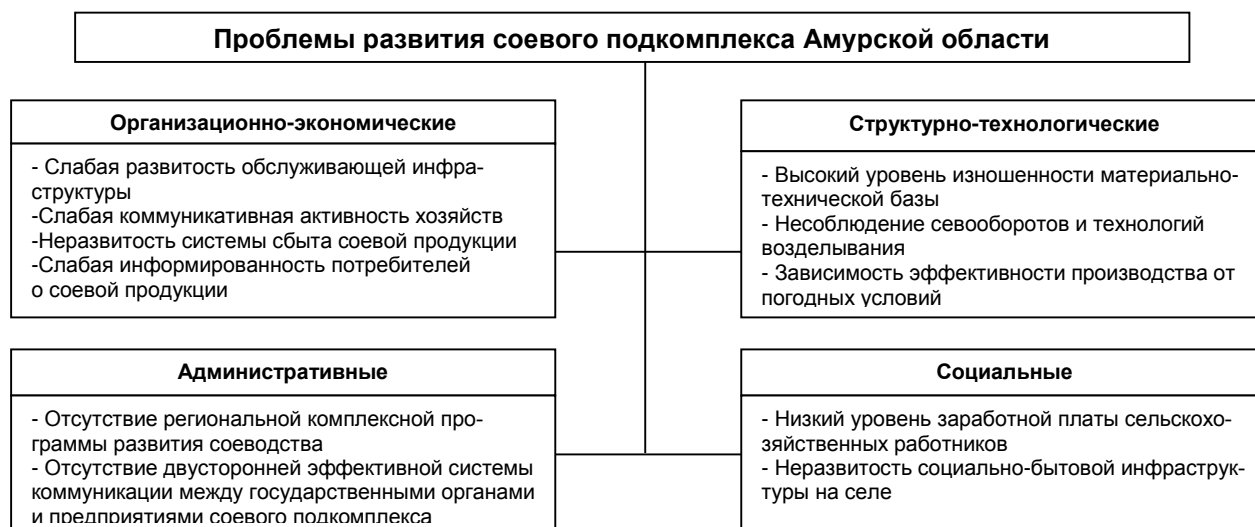 Проблемы развития соевого подкомплекса Амурской области
Организационно-экономические
- Слабая развитость обслуживающей инфра-
структуры
-Слабая коммуникативная активность хозяйств
-Неразвитость системы сбыта соевой продукции
-Слабая информированность потребителей
о соевой продукции
Структурно-технологические
- Высокий уровень изношенности материально-
технической базы
- Несоблюдение севооборотов и технологий
возделывания
- Зависимость эффективности производства от
погодных условий
Административные
- Отсутствие региональной комплексной про-
граммы развития соеводства
- Отсутствие двусторонней эффективной системы
коммуникации между государственными органами
и предприятиями соевого подкомплекса
Социальные
- Низкий уровень заработной платы сельскохо-
зяйственных работников
- Неразвитость социально-бытовой инфраструк-
туры на селе